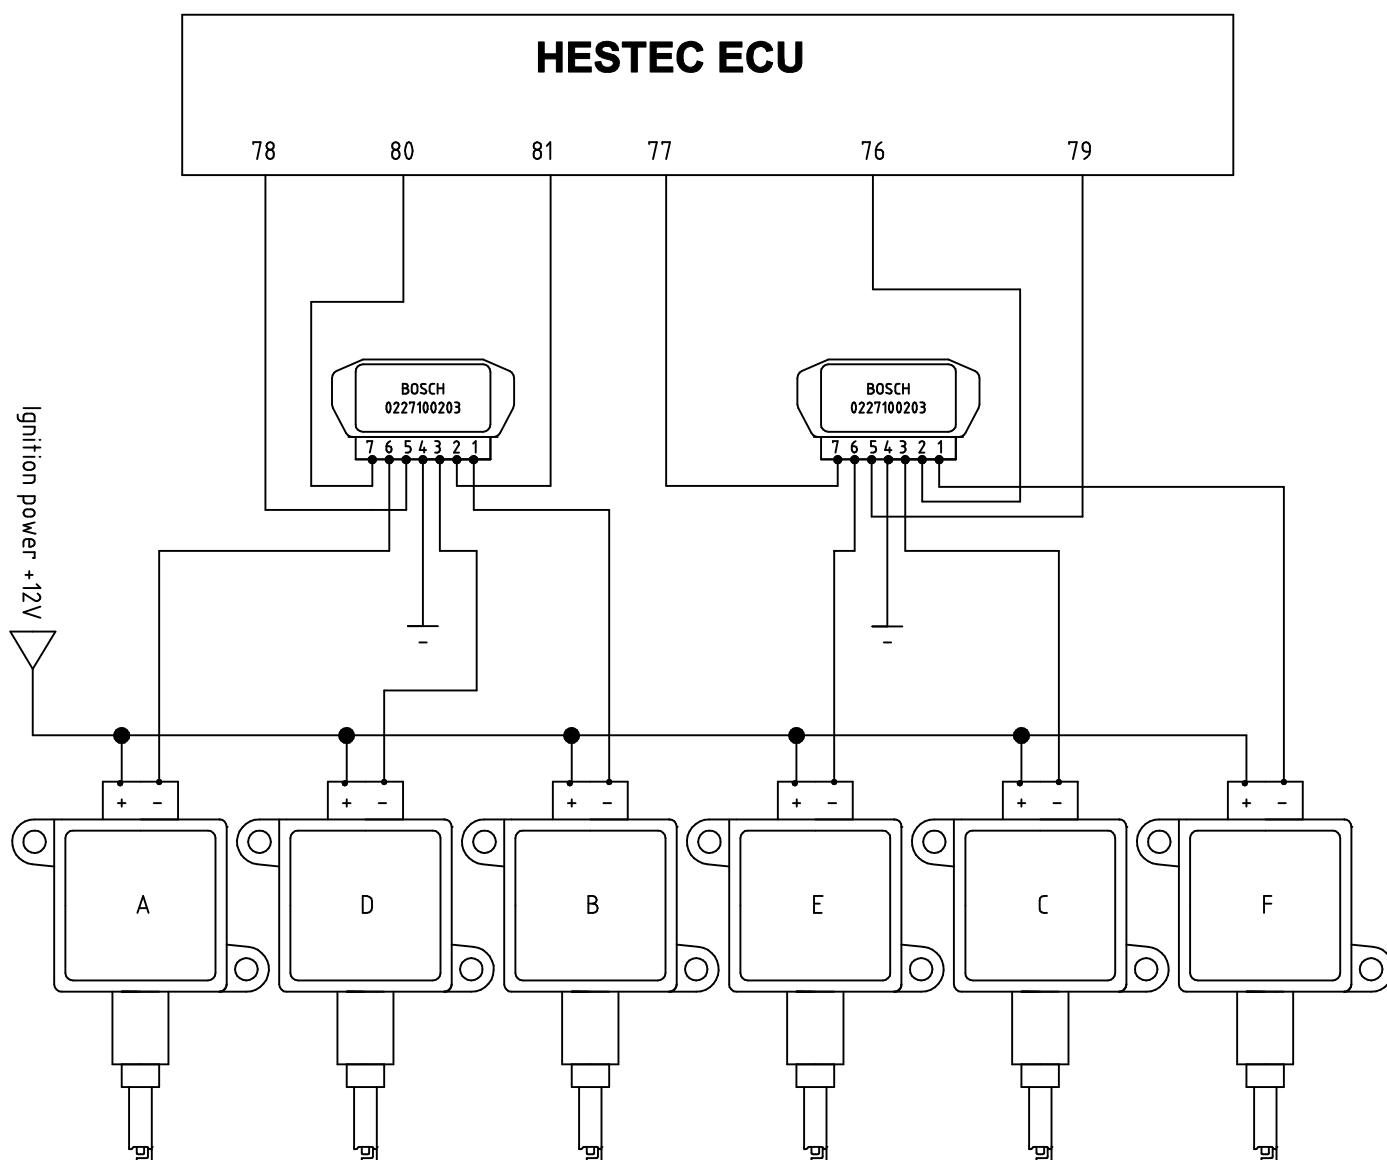 HESTEC ECU
78 80 81 77 76 79
BOSCH
0227100203
7 6 5 4 3 2 1
BOSCH
0227100203
7 6 5 4 3 2 1
Ignition power +12V
-
-
+ -
+ -
+ -
+ -
+ -
+ -
A
D
B
E
C
F